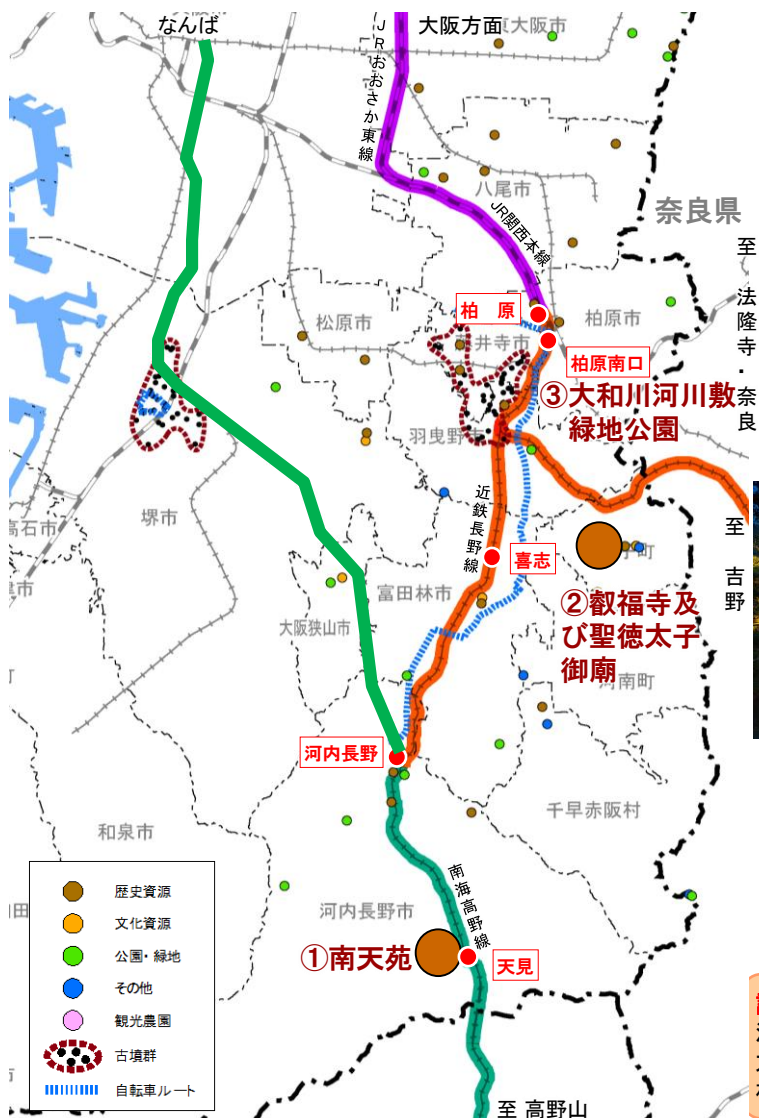 なんば
大阪方面
東大阪市
JRおおさか東線
八尾市
JR関西本線
奈良県
至 法隆寺・奈良
松原市
柏 原
柏原市
井寺市
柏原南口
③大和川河川敷
緑地公園
羽曳野
堺市
高石市
近鉄長野線
喜志
子町
至 吉野
富田林市
②叡福寺及
び聖徳太子
御廟
大阪狭山市
南町
河内長野
千早赤阪村
和泉市
河内長野市
南海高野線
①南天苑
天見
歴史資源
文化資源
公園・緑地
その他
観光農園
古墳群
自転車ルート
至 高野山